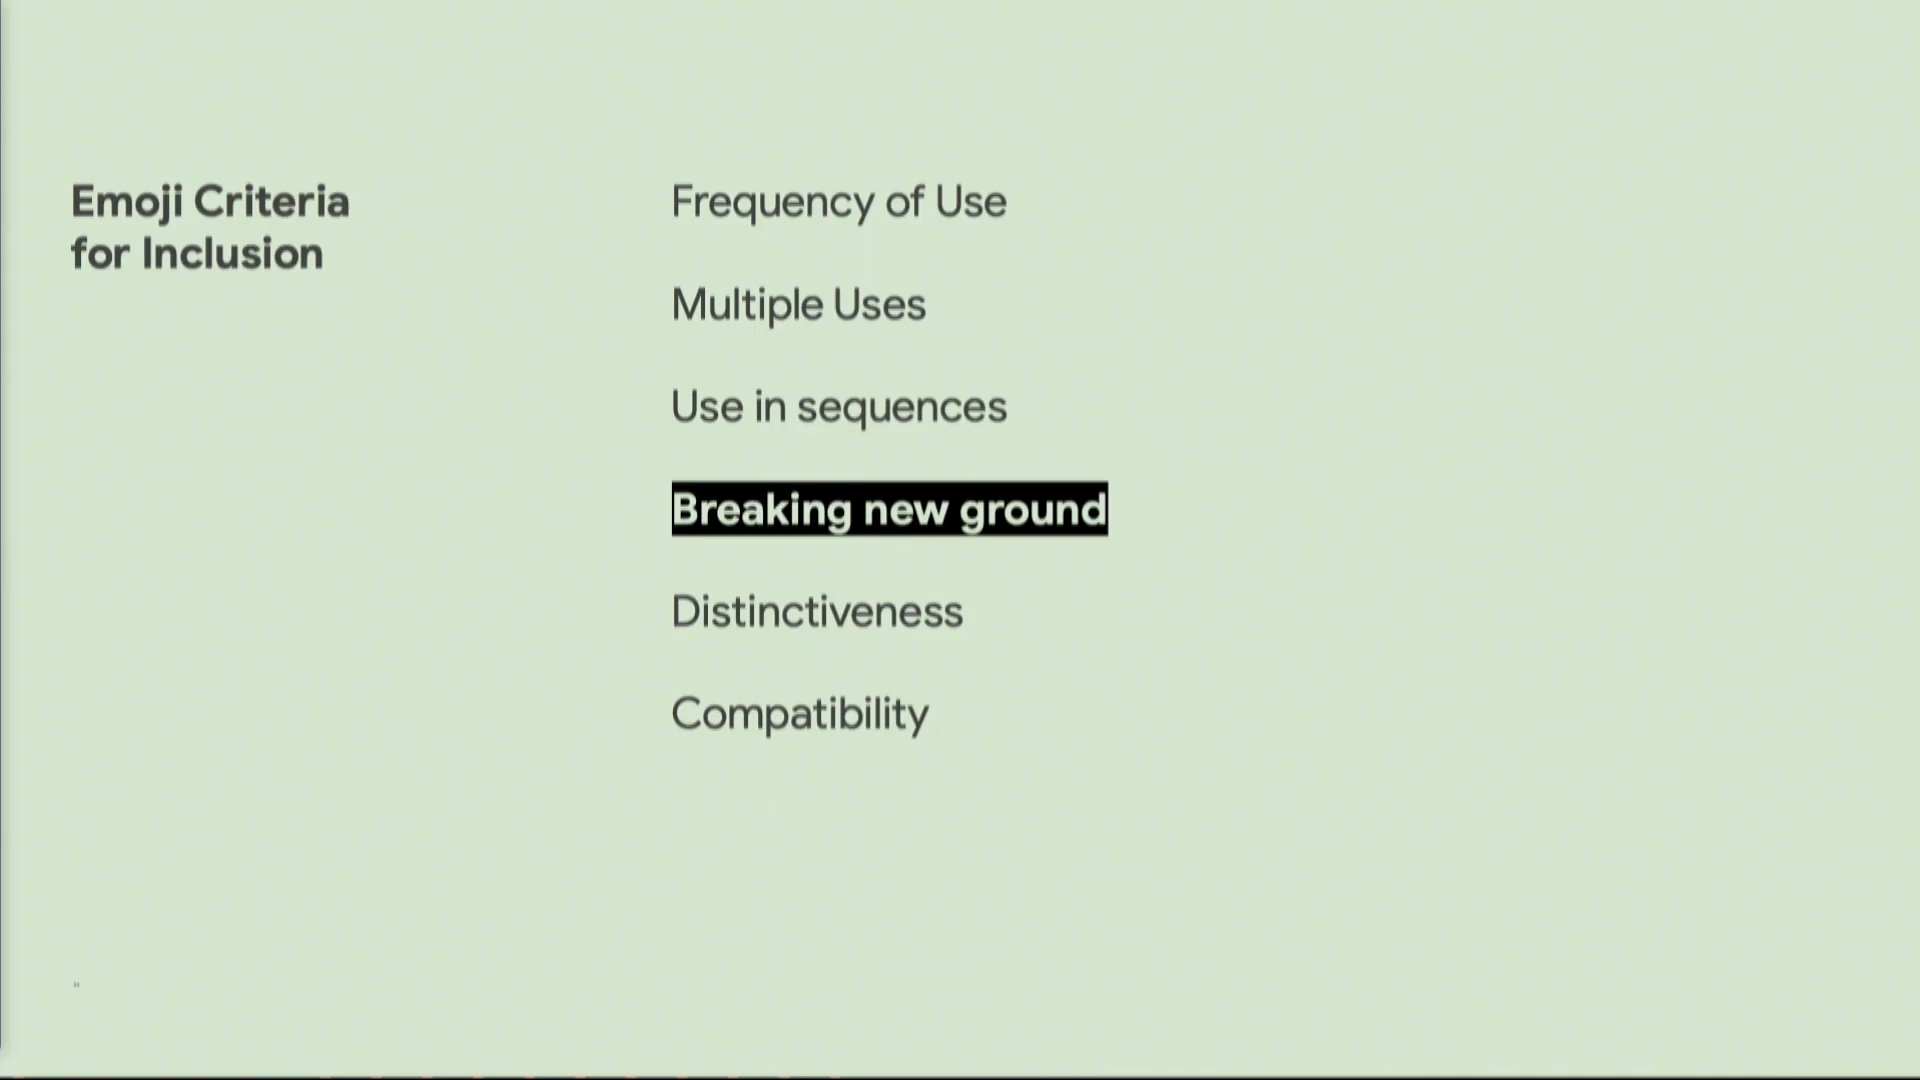 Emoji Criteria
for Inclusion
Frequency of Use
Multiple Uses
Use in sequences
Breaking new ground
Distinctiveness
Compatibility